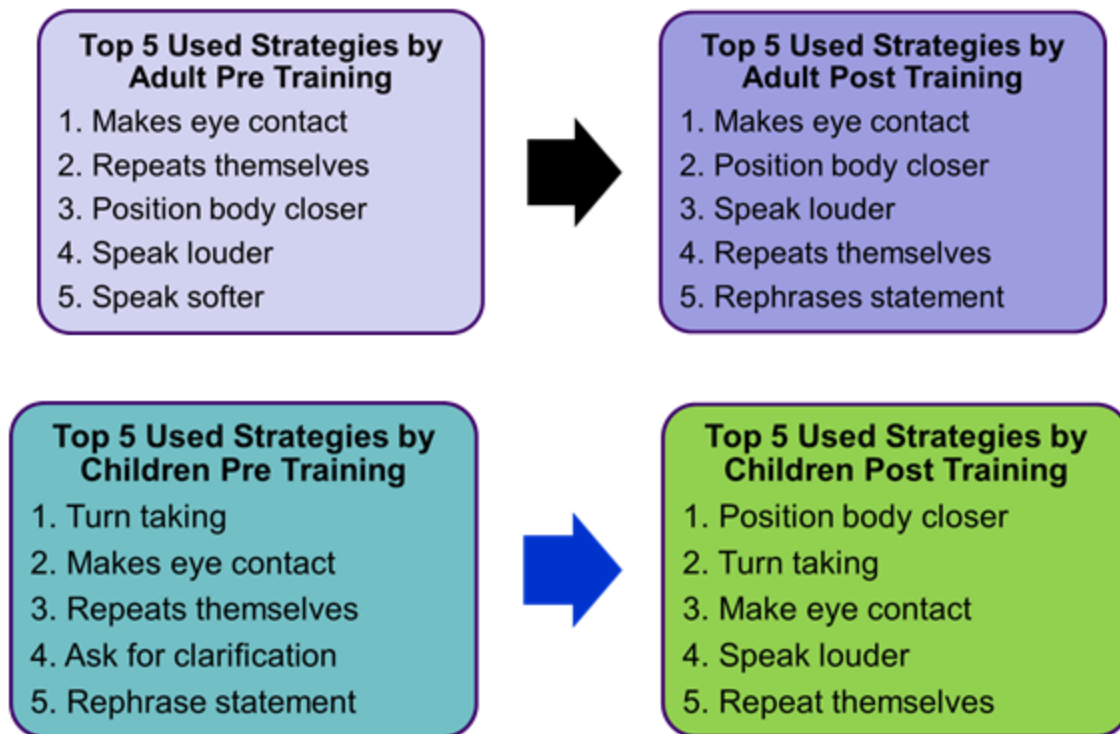 Top 5 Used Strategies by
Adult Pre Training
1. Makes eye contact
2. Repeats themselves
3. Position body closer
4. Speak louder
5. Speak softer
Top 5 Used Strategies by
Adult Post Training
1. Makes eye contact
2. Position body closer
3. Speak louder
4. Repeats themselves
5. Rephrases statement
Top 5 Used Strategies by
Children Pre Training
1. Turn taking
2. Makes eye contact
3. Repeats themselves
4. Ask for clarification
5. Rephrase statement
Top 5 Used Strategies by
Children Post Training
1. Position body closer
2. Turn taking
3. Make eye contact
4. Speak louder
5. Repeat themselves